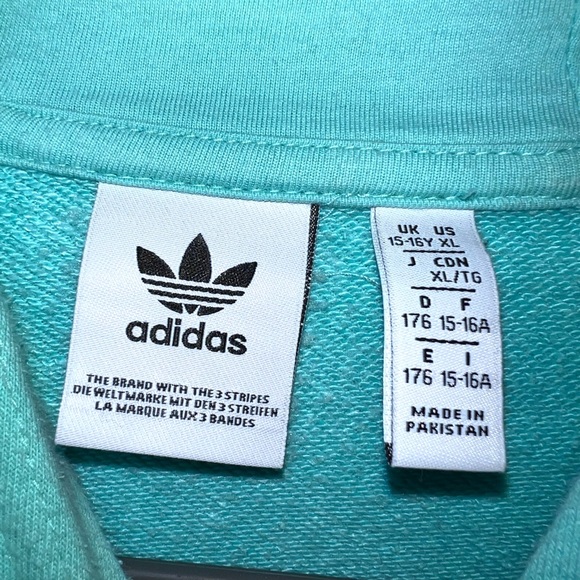 adidas
THE BRAND WITH THE 3 STRIPES
DIE WELTMARKE MIT DEN 3 STREIFEN
LA MARQUE AUX 3 BANDES
UK US
15-16Y XL
J CDN
XL/TG
D F
176 15-16A
E I
176 15-16A
MADE IN
PAKISTAN